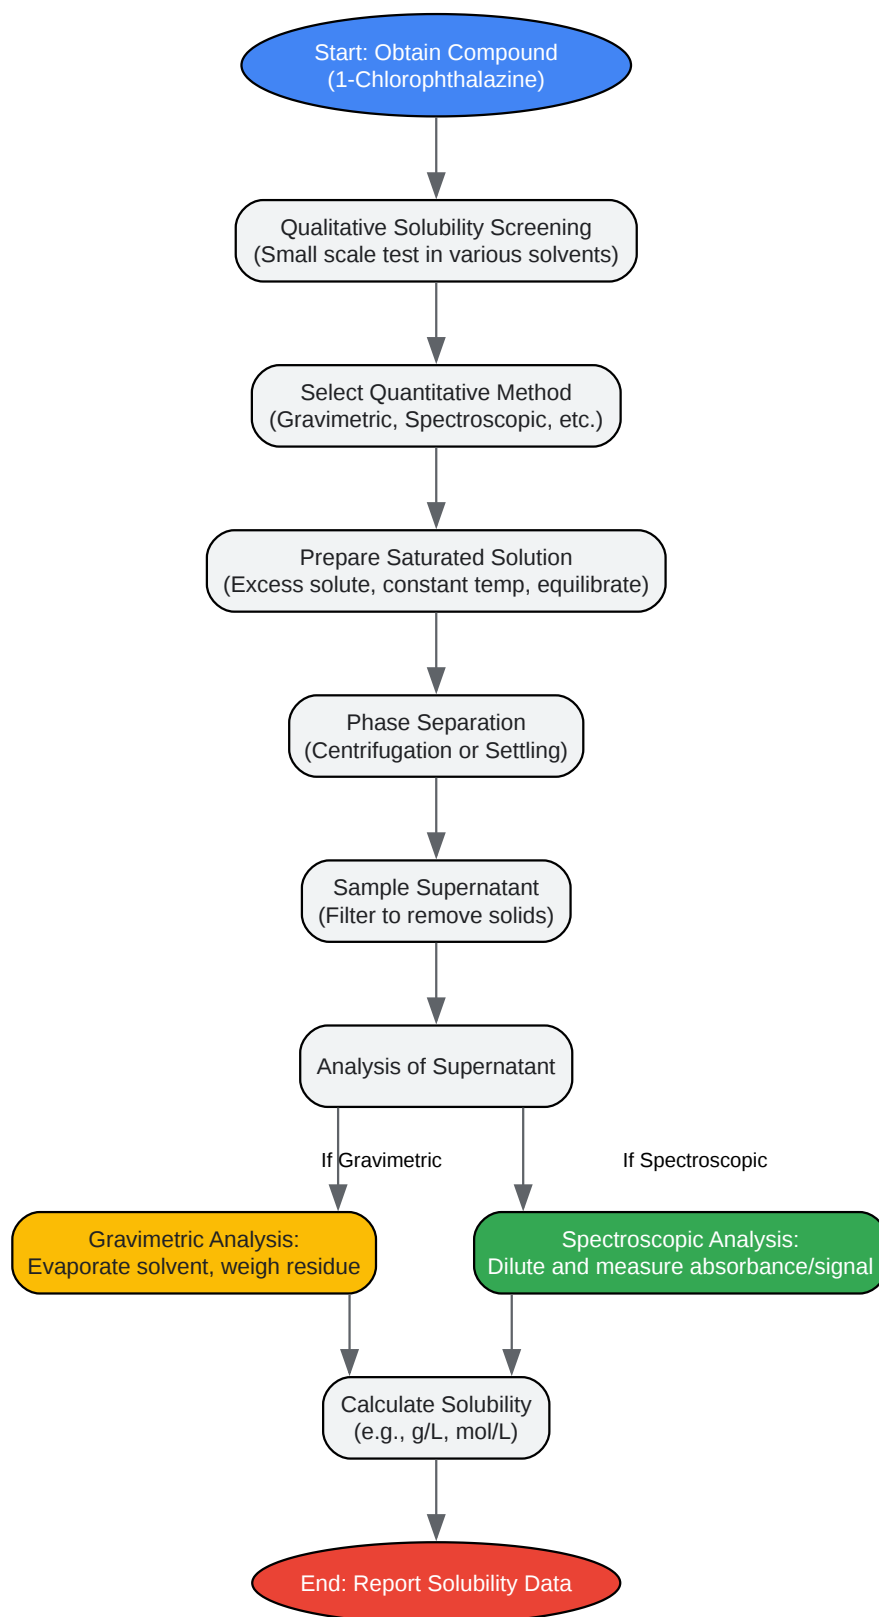 Start: Obtain Compound
(1-Chlorophthalazine)
Qualitative Solubility Screening
(Small scale test in various solvents)
Select Quantitative Method
(Gravimetric, Spectroscopic, etc.)
Prepare Saturated Solution
(Excess solute, constant temp, equilibrate)
Phase Separation
(Centrifugation or Settling)
Sample Supernatant
(Filter to remove solids)
Analysis of Supernatant
If Gravimetric
If Spectroscopic
Gravimetric Analysis:
Evaporate solvent, weigh residue
Spectroscopic Analysis:
Dilute and measure absorbance/signal
Calculate Solubility
(e.g., g/L, mol/L)
End: Report Solubility Data